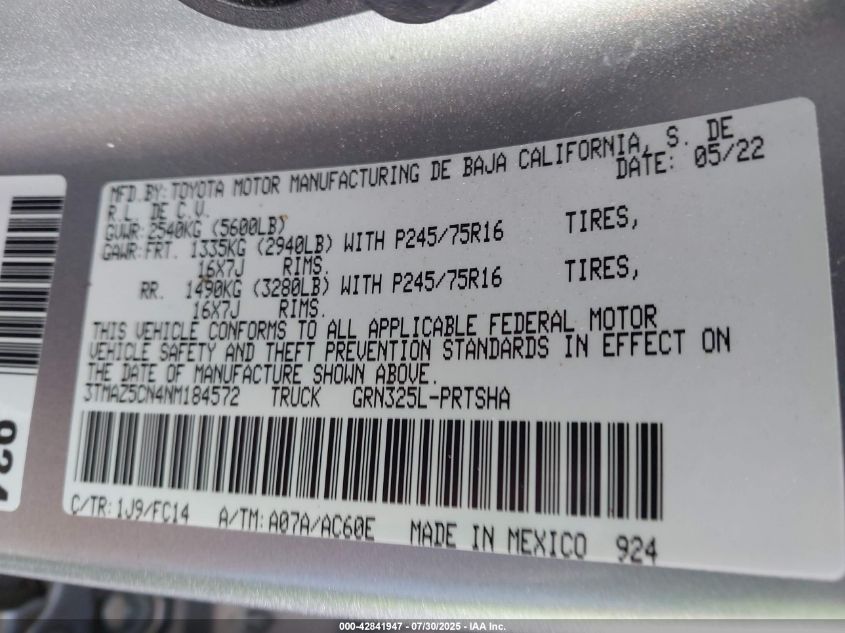 MFD.BY: TOYOTA MOTOR MANUFACTURING DE BAJA CALIFORNIA, S. DE
R.L. DE C.V. DATE: 05/22
GVWR: 2540KG (5600LB)
GAWR: FRT. 1335KG (2940LB) WITH P245/75R16 TIRES,
16X7J RIMS.
RR. 1490KG (3280LB) WITH P245/75R16 TIRES,
16X7J RIMS.
THIS VEHICLE CONFORMS TO ALL APPLICABLE FEDERAL MOTOR
VEHICLE SAFETY AND THEFT PREVENTION STANDARDS IN EFFECT ON
THE DATE OF MANUFACTURE SHOWN ABOVE.
3TMAZ5CN4NM184572 TRUCK GRN325L-PRTSHA
C/TR: 1J9/FC14 A/TM: A07A/AC60E MADE IN MEXICO 924
924
000-42841947 - 07/30/2025 - IAA Inc.